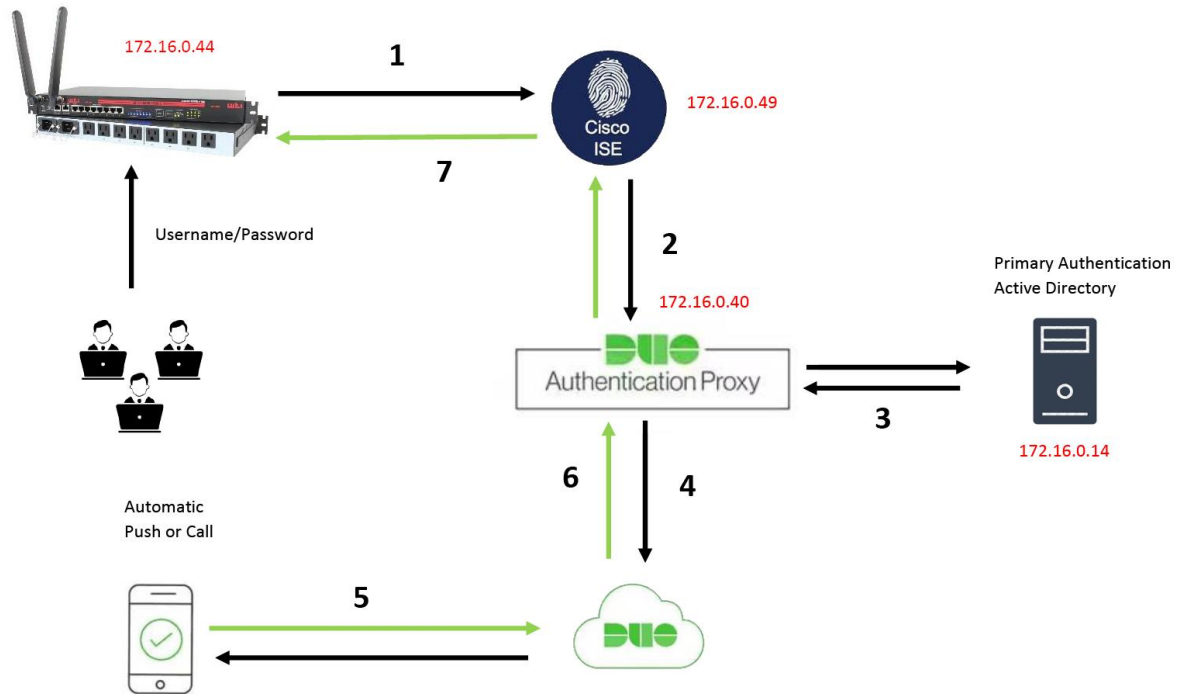 172.16.0.44
1
Cisco
ISE
172.16.0.49
7
Username/Password
2
172.16.0.40
Primary Authentication
Active Directory
DUO
Authentication Proxy
3
172.16.0.14
6
4
Automatic
Push or Call
5
DUO